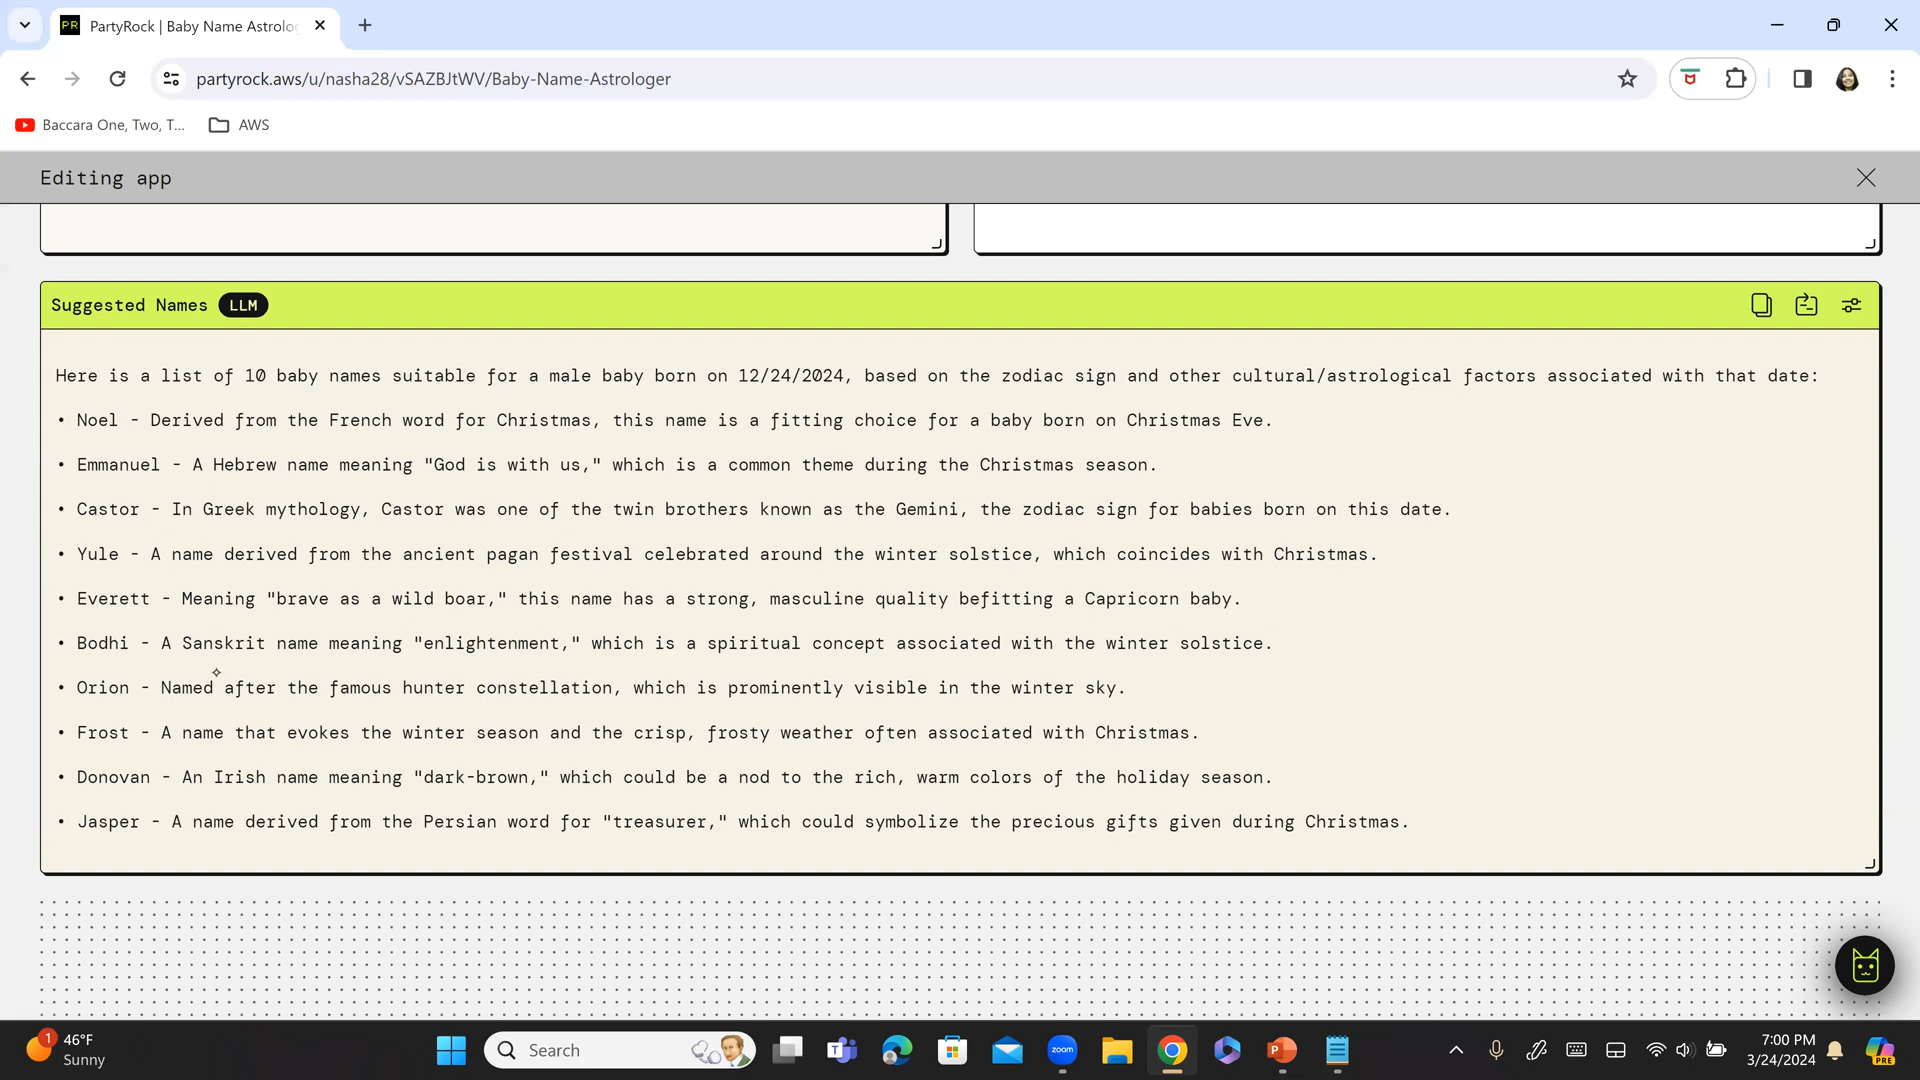 PR PartyRock | Baby Name Astrolo
partyrock.aws/u/nasha28/vSAZBJtWV/Baby-Name-Astrologer
Baccara One, Two, T...
AWS
Editing app
Suggested Names LLM
Here is a list of 10 baby names suitable for a male baby born on 12/24/2024, based on the zodiac sign and other cultural/astrological factors associated with that date:
• Noel - Derived from the French word for Christmas, this name is a fitting choice for a baby born on Christmas Eve.
• Emmanuel - A Hebrew name meaning "God is with us," which is a common theme during the Christmas season.
• Castor - In Greek mythology, Castor was one of the twin brothers known as the Gemini, the zodiac sign for babies born on this date.
• Yule - A name derived from the ancient pagan festival celebrated around the winter solstice, which coincides with Christmas.
• Everett - Meaning "brave as a wild boar," this name has a strong, masculine quality befitting a Capricorn baby.
• Bodhi - A Sanskrit name meaning "enlightenment," which is a spiritual concept associated with the winter solstice.
• Orion - Named after the famous hunter constellation, which is prominently visible in the winter sky.
• Frost - A name that evokes the winter season and the crisp, frosty weather often associated with Christmas.
• Donovan - An Irish name meaning "dark-brown," which could be a nod to the rich, warm colors of the holiday season.
• Jasper - A name derived from the Persian word for "treasurer," which could symbolize the precious gifts given during Christmas.
1
46°F
Sunny
Search
T
zoom
P
7:00 PM
3/24/2024
PRE